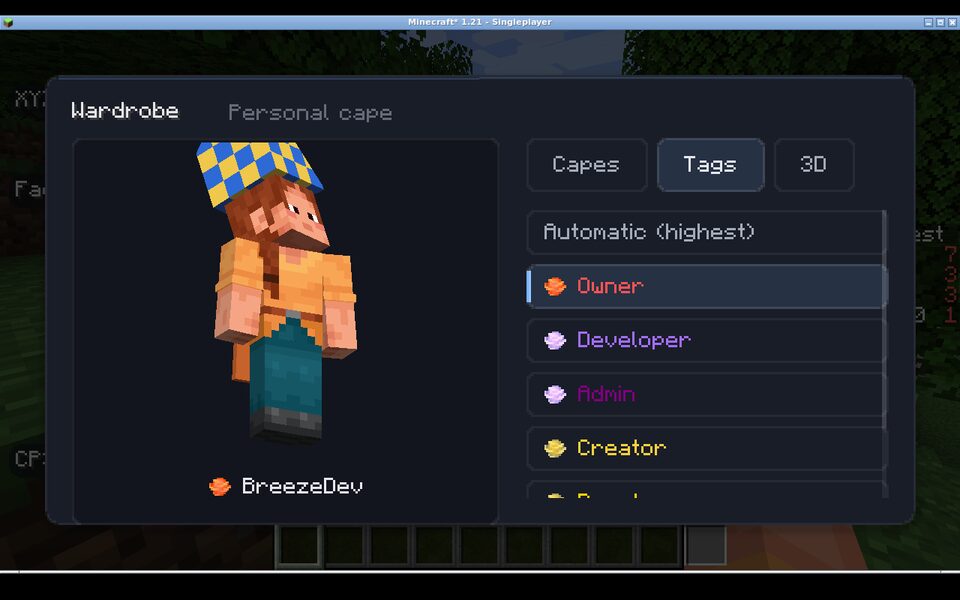 Minecraft* 1.21 - Singleplayer
Wardrobe
Personal cape
Capes
Tags
3D
Automatic (highest)
Owner
Developer
Admin
Creator
BreezeDev